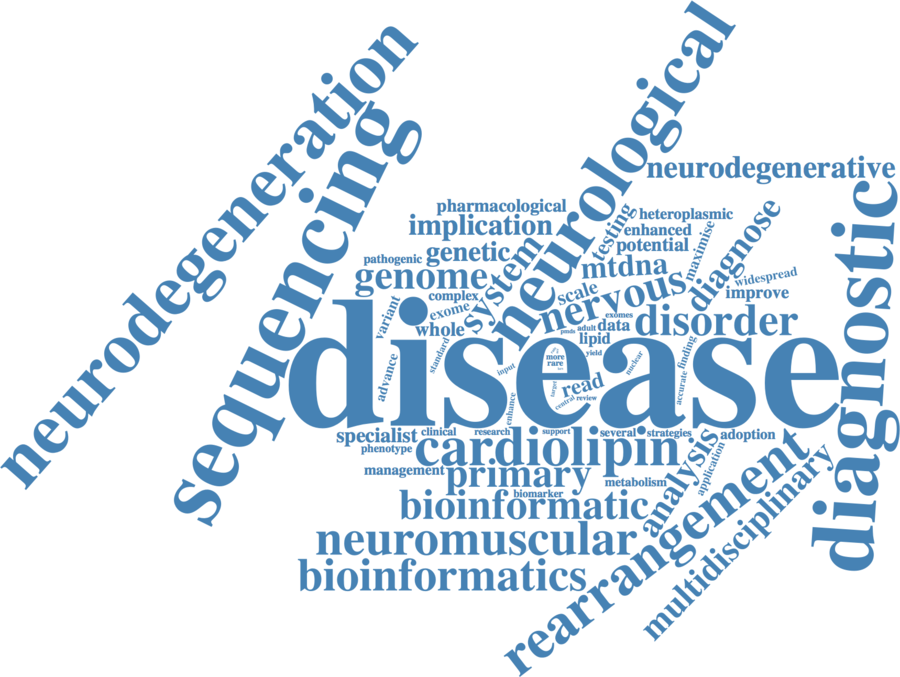 neurodegeneration
sequencing
neurological
neurodegenerative
diagnostic
pharmacological
implication
genetic
pathogenic
genome
complex
exome
whole
variant
standard
advance
system
testing
heteroplasmic
enhanced
potential
maximise
diagnose
widespread
improve
mtdna
scale
nervous
exomes
adult
data
disorder
lipid
yield
more
rare
input
nuclear
finding
accurate
disease
target
read
central
review
enhance
specialist
clinical
research
support
several
strategies
adoption
phenotype
cardiolipin
management
primary
metabolism
analysis
application
biomarker
bioinformatic
neuromuscular
rearrangement
multidisciplinary
bioinformatics